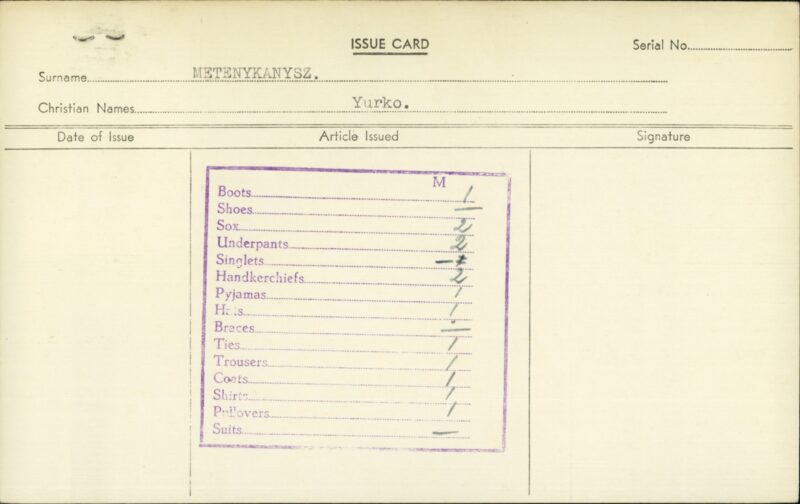 ISSUE CARD
Serial No.
Surname METENYKANYSZ.
Christian Names Yurko.
Date of Issue Article Issued Signature
M
Boots 1
Shoes —
Sox 2
Underpants 2
Singlets
Handkerchiefs 2
Pyjamas 1
Hats 1
Braces —
Ties 1
Trousers 1
Coats 1
Shirts 1
Pullovers 1
Suits —